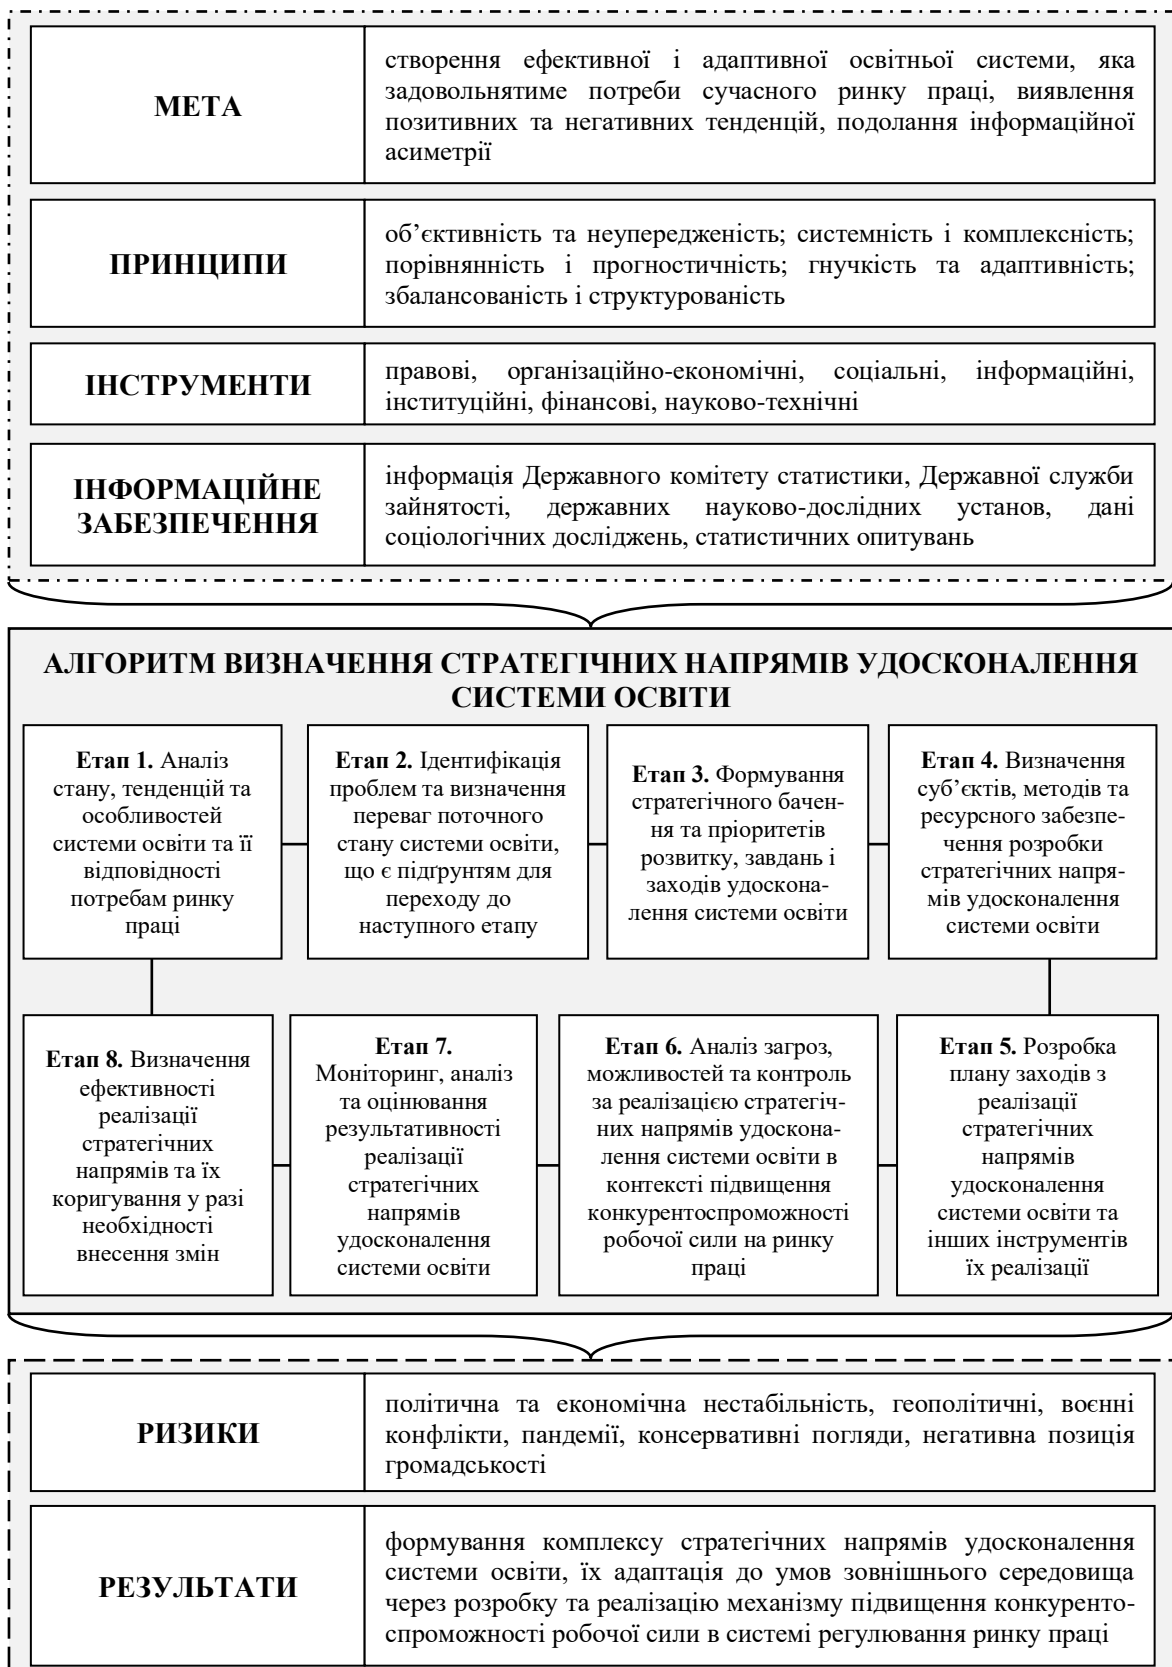 МЕТА
створення ефективної і адаптивної освітньої системи, яка
задовольнятиме потреби сучасного ринку праці, виявлення
позитивних та негативних тенденцій, подолання інформаційної
асиметрії
ПРИНЦИПИ
об’єктивність та неупередженість; системність і комплексність;
порівнянність і прогностичність; гнучкість та адаптивність;
збалансованість і структурованість
ІНСТРУМЕНТИ
правові, організаційно-економічні, соціальні, інформаційні,
інституційні, фінансові, науково-технічні
ІНФОРМАЦІЙНЕ
ЗАБЕЗПЕЧЕННЯ
інформація Державного комітету статистики, Державної служби
зайнятості, державних науково-дослідних установ, дані
соціологічних досліджень, статистичних опитувань
АЛГОРИТМ ВИЗНАЧЕННЯ СТРАТЕГІЧНИХ НАПРЯМІВ УДОСКОНАЛЕННЯ
СИСТЕМИ ОСВІТИ
Етап 1. Аналіз
стану, тенденцій та
особливостей
системи освіти та її
відповідності
потребам ринку
праці
Етап 2. Ідентифікація
проблем та визначення
переваг поточного
стану системи освіти,
що є підґрунтям для
переходу до
наступного етапу
Етап 3. Формування
стратегічного бачен-
ня та пріоритетів
розвитку, завдань і
заходів удоскона-
лення системи освіти
Етап 4. Визначення
суб’єктів, методів та
ресурсного забезпе-
чення розробки
стратегічних напря-
мів удосконалення
системи освіти
Етап 8. Визначення
ефективності
реалізації
стратегічних
напрямів та їх
коригування у разі
необхідності
внесення змін
Етап 7.
Моніторинг, аналіз
та оцінювання
результативності
реалізації
стратегічних
напрямів
удосконалення
системи освіти
Етап 6. Аналіз загроз,
можливостей та контроль
за реалізацією стратегіч-
них напрямів удоскона-
лення системи освіти в
контексті підвищення
конкурентоспроможності
робочої сили на ринку
праці
Етап 5. Розробка
плану заходів з
реалізації
стратегічних
напрямів
удосконалення
системи освіти та
інших інструментів
їх реалізації
РИЗИКИ
політична та економічна нестабільність, геополітичні, воєнні
конфлікти, пандемії, консервативні погляди, негативна позиція
громадськості
РЕЗУЛЬТАТИ
формування комплексу стратегічних напрямів удосконалення
системи освіти, їх адаптація до умов зовнішнього середовища
через розробку та реалізацію механізму підвищення конкуренто-
спроможності робочої сили в системі регулювання ринку праці